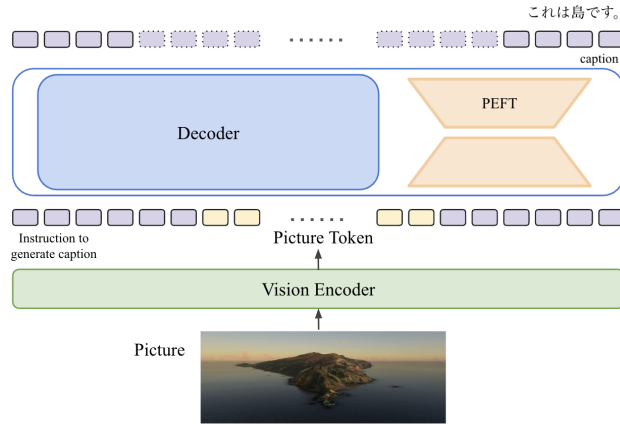 これは島です。
caption
PEFT
Decoder
Instruction to
generate caption
Picture Token
Vision Encoder
Picture